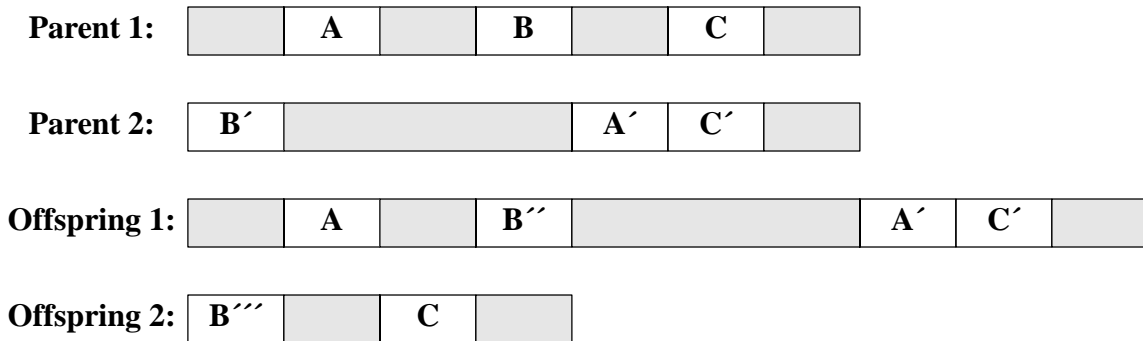 Parent 1: A B C
Parent 2: B´ A´ C´
Offspring 1: A B´´ A´ C´
Offspring 2: B´´´ C